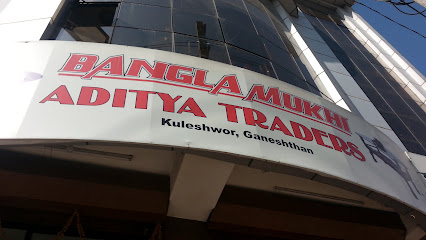 BANGLAMUKHI
ADITYA TRADERS
Kuleshwor, Ganeshthan